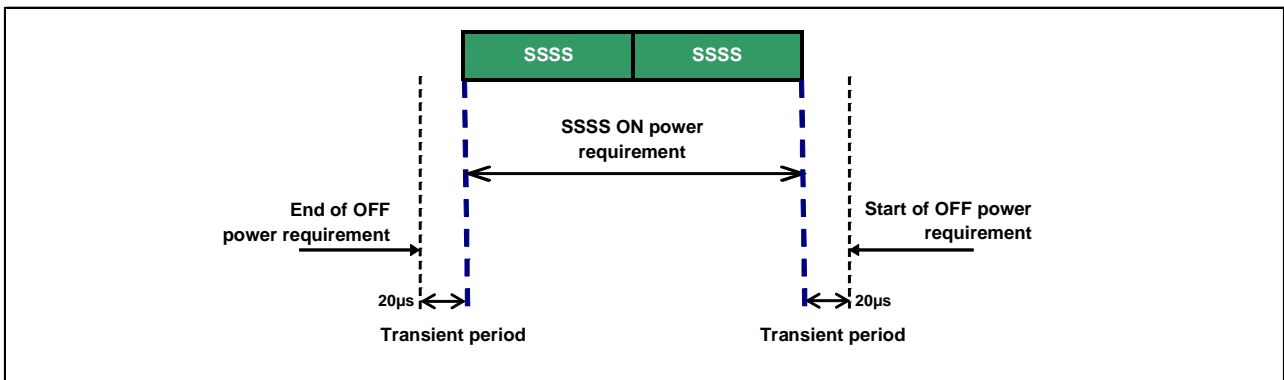 SSSS SSSS
SSSS ON power
requirement
End of OFF
power requirement
Start of OFF power
requirement
20µs
20µs
Transient period
Transient period